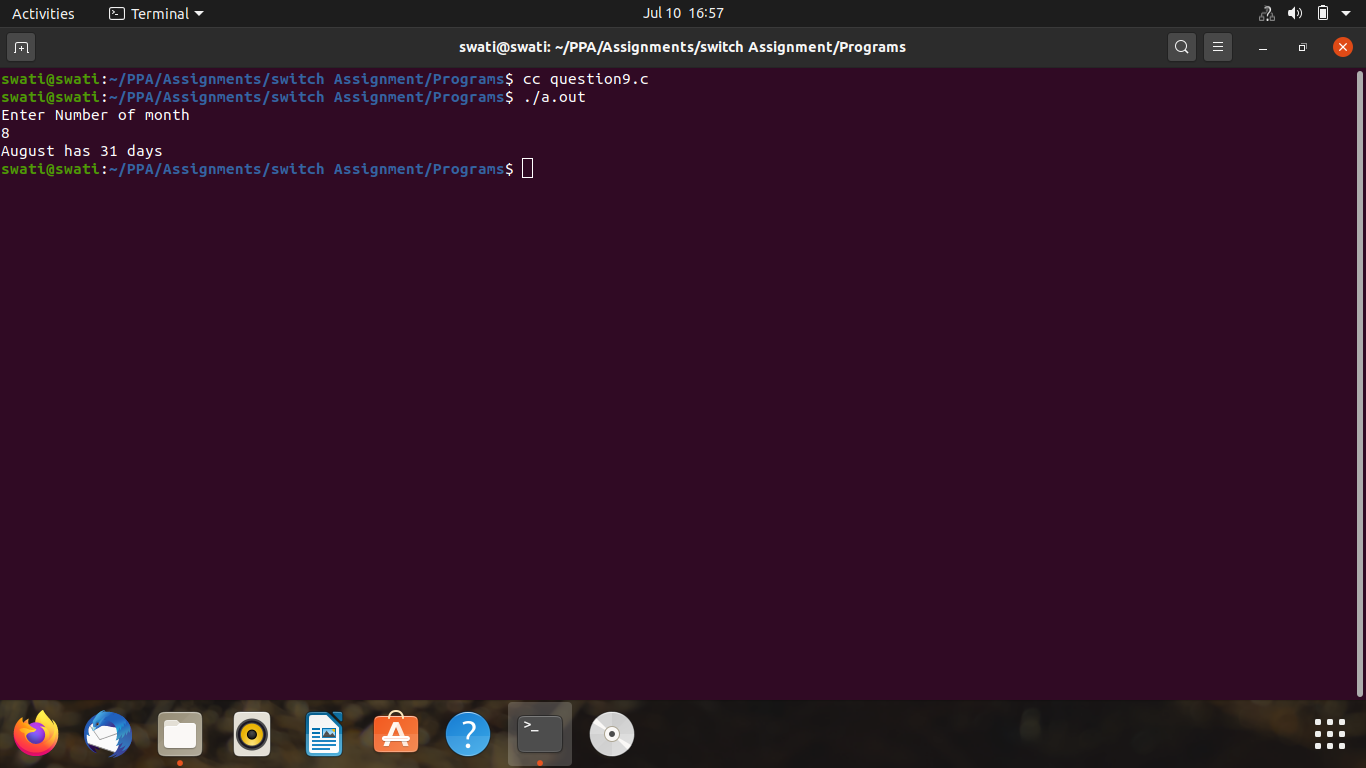 Activities
Terminal
Jul 10 16:57
swati@swati: ~/PPA/Assignments/switch Assignment/Programs
swati@swati:~/PPA/Assignments/switch Assignment/Programs$ cc question9.c
swati@swati:~/PPA/Assignments/switch Assignment/Programs$ ./a.out
Enter Number of month
8
August has 31 days
swati@swati:~/PPA/Assignments/switch Assignment/Programs$